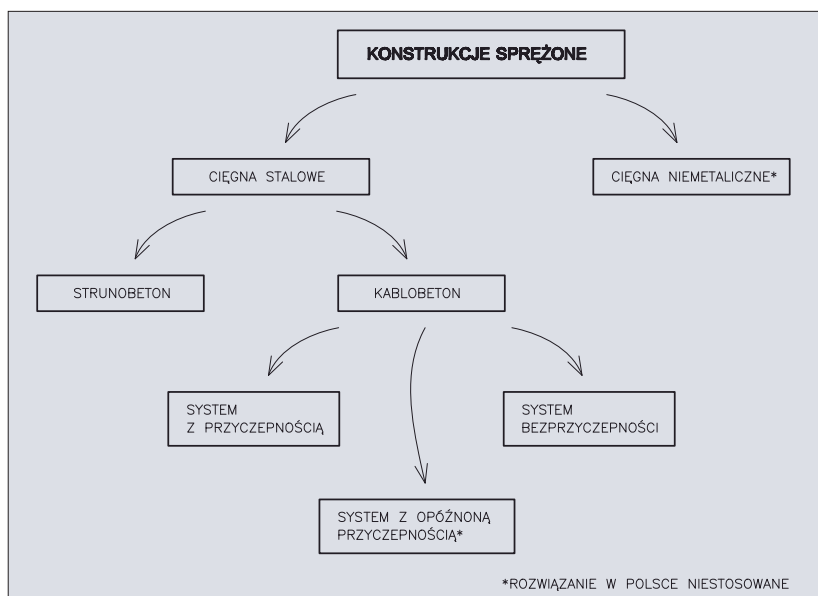 KONSTRUKCJE SPRĘŻONE
CIĘGNA STALOWE
CIĘGNA NIEMETALICZNE*
STRUNOBETON
KABLOBETON
SYSTEM
Z PRZYCZEPNOŚCIĄ
SYSTEM
BEZPRZYCZEPNOŚCI
SYSTEM Z OPÓŹNONĄ
PRZYCZEPNOŚCIĄ*
*ROZWIĄZANIE W POLSCE NIESTOSOWANE